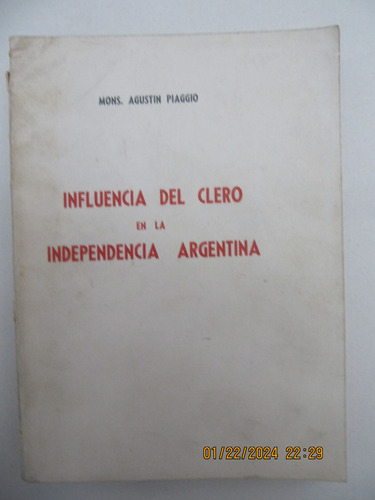 MONS. AGUSTIN PIAGGIO
INFLUENCIA DEL CLERO
EN LA
INDEPENDENCIA ARGENTINA
01/22/2024 22:29